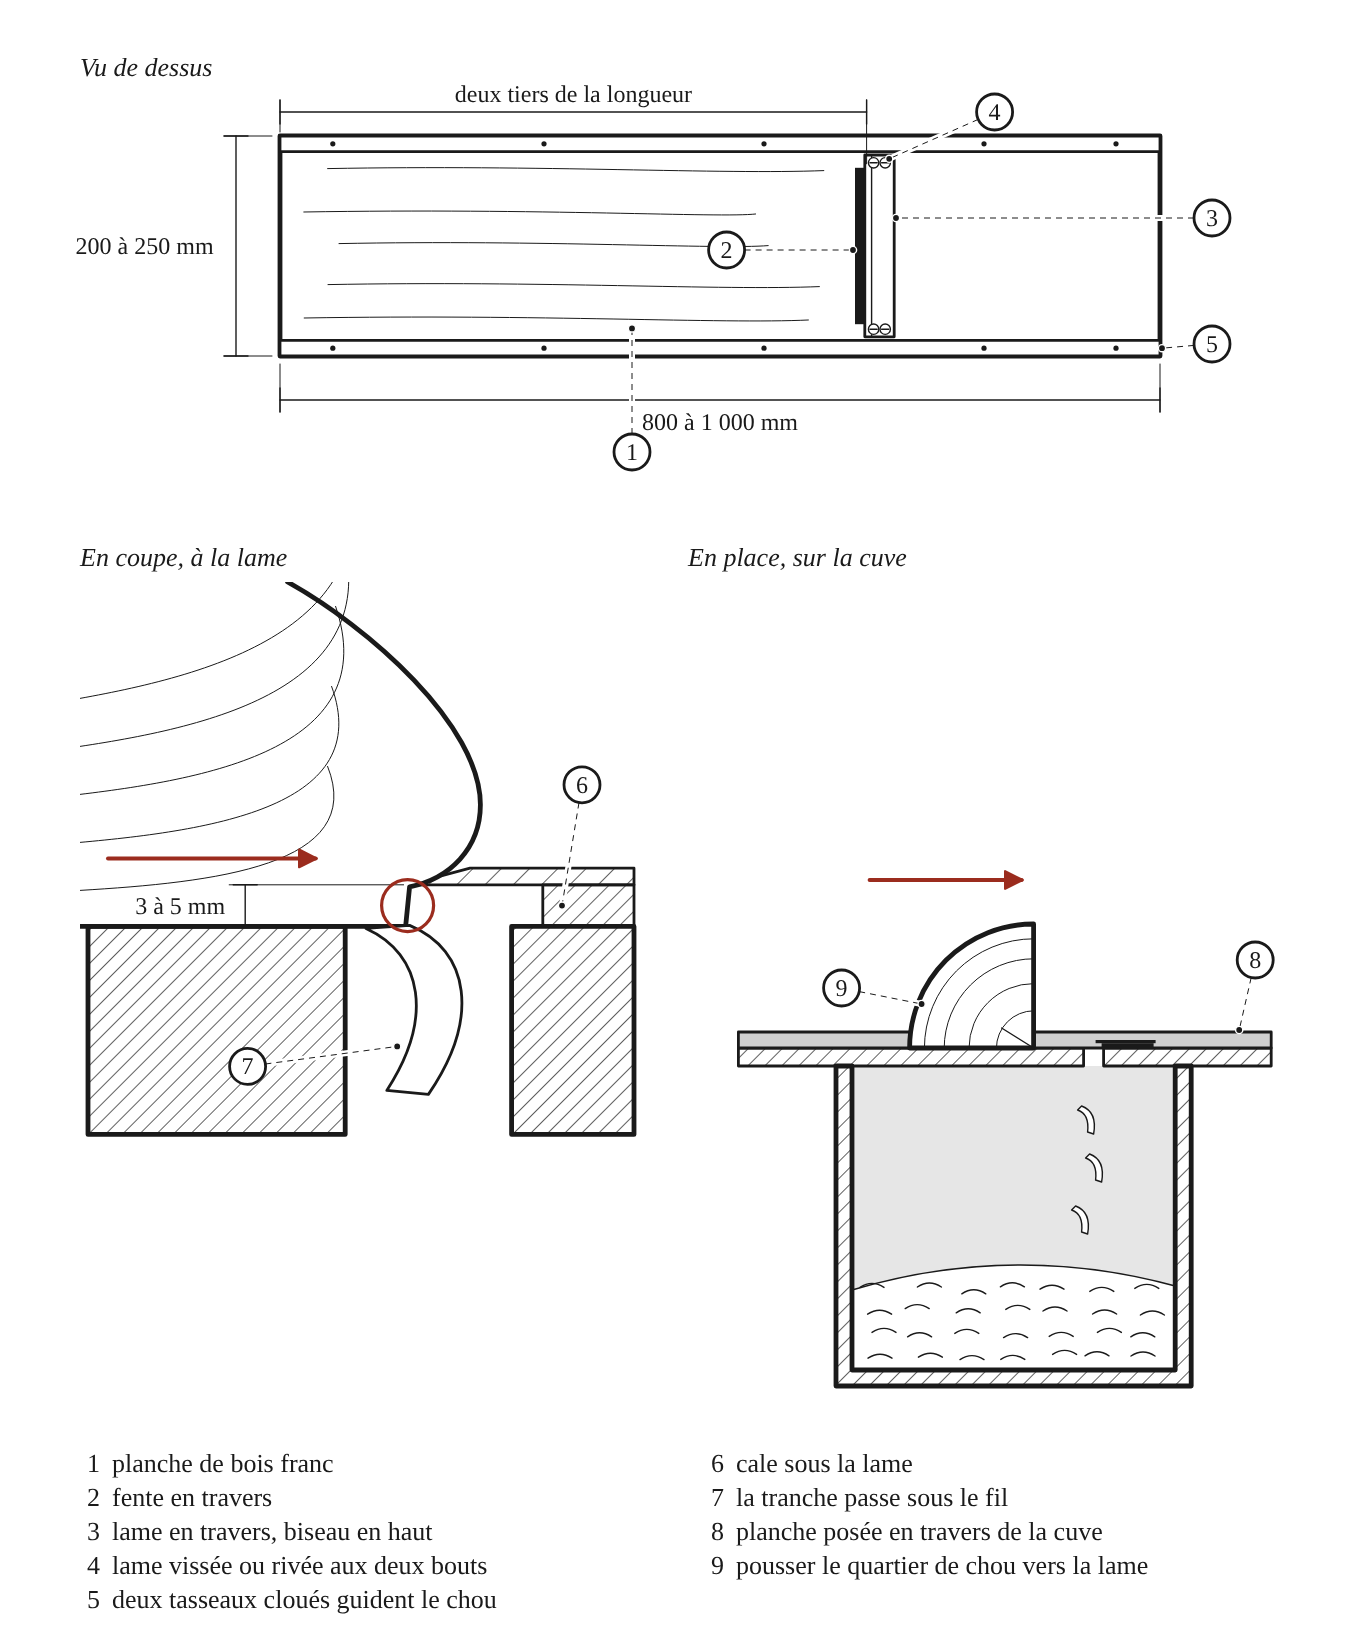 Vu de dessus
deux tiers de la longueur
4
3
200 à 250 mm
2
5
800 à 1 000 mm
1
En coupe, à la lame
En place, sur la cuve
6
3 à 5 mm
7
8
9
1 planche de bois franc
2 fente en travers
3 lame en travers, biseau en haut
4 lame vissée ou rivée aux deux bouts
5 deux tasseaux cloués guident le chou
6 cale sous la lame
7 la tranche passe sous le fil
8 planche posée en travers de la cuve
9 pousser le quartier de chou vers la lame